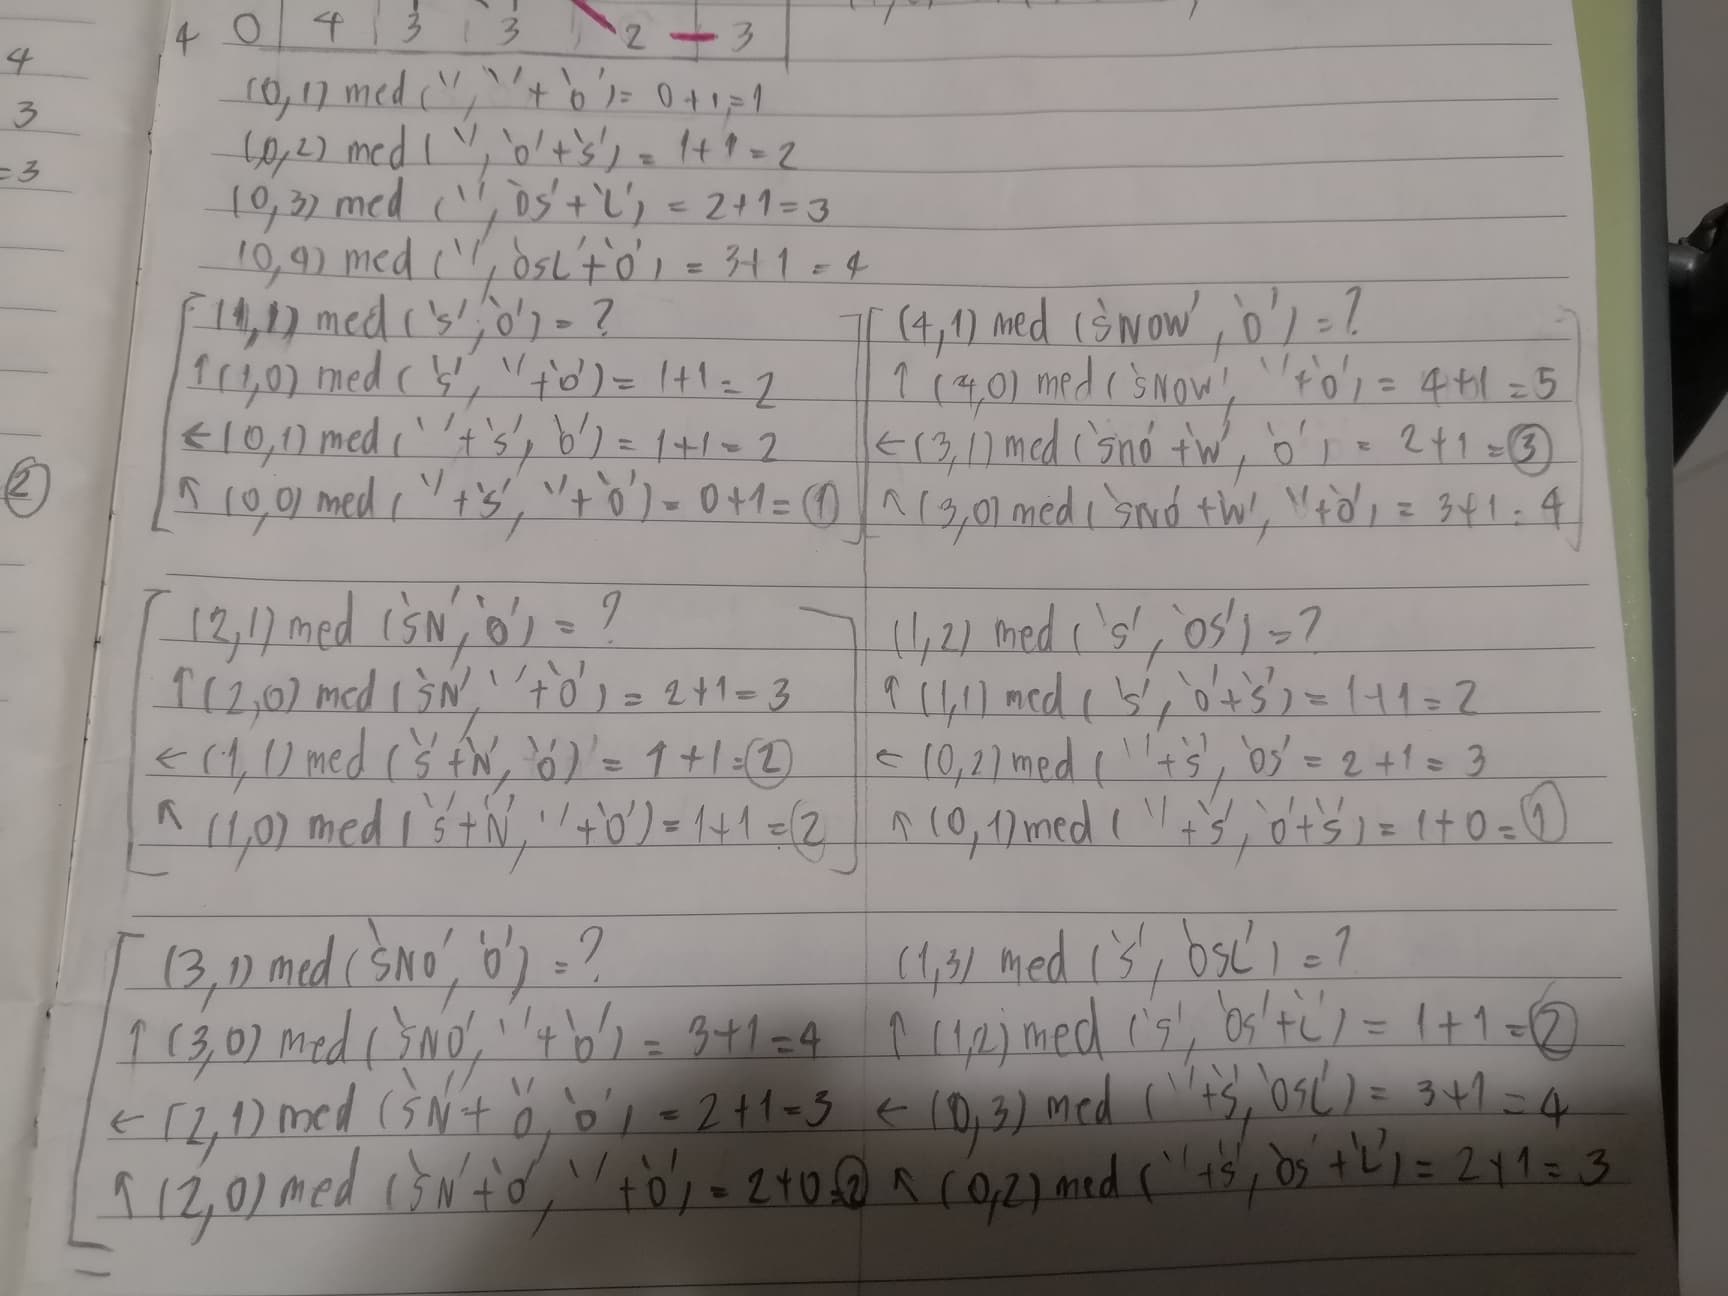 4 0 4 3 3 2 3
4
3
=3
(0,1) med ('', ''+'O') = 0+1=1
(0,2) med ('', 'O'+'S') = 1+1=2
(0,3) med ('', 'OS'+'L') = 2+1=3
(0,4) med ('', 'OSL'+'O') = 3+1=4
(1,1) med ('S', 'O') = ?
↑(1,0) med ('S', ''+'O') = 1+1=2
←(0,1) med (''+'S', 'O') = 1+1=2
↖(0,0) med (''+'S', ''+'O') = 0+1=1
(4,1) med ('SNOW', 'O') = ?
↑(4,0) med ('SNOW', ''+'O') = 4+1=5
←(3,1) med ('SNO'+'W', 'O') = 2+1=3
↖(3,0) med ('SNO'+'W', ''+'O') = 3+1=4
2
(2,1) med ('SN', 'O') = ?
↑(2,0) med ('SN', ''+'O') = 2+1=3
←(1,1) med ('S'+'N', 'O') = 1+1=2
↖(1,0) med ('S'+'N', ''+'O') = 1+1=2
(1,2) med ('S', 'OS') = ?
↑(1,1) med ('S', 'O'+'S') = 1+1=2
←(0,2) med (''+'S', 'OS' = 2+1=3
↖(0,1) med (''+'S', 'O'+'S') = 1+0=1
(3,1) med ('SNO', 'O') = ?
↑(3,0) med ('SNO', ''+'O') = 3+1=4
←(2,1) med ('SN'+'O', 'O') = 2+1=3
↖(2,0) med ('SN'+'O', ''+'O') = 2+0=2
(1,3) med ('S', 'OSL') = ?
↑(1,2) med ('S', 'OS'+'L') = 1+1=2
←(0,3) med (''+'S', 'OSL') = 3+1=4
↖(0,2) med (''+'S', 'OS'+'L') = 2+1=3